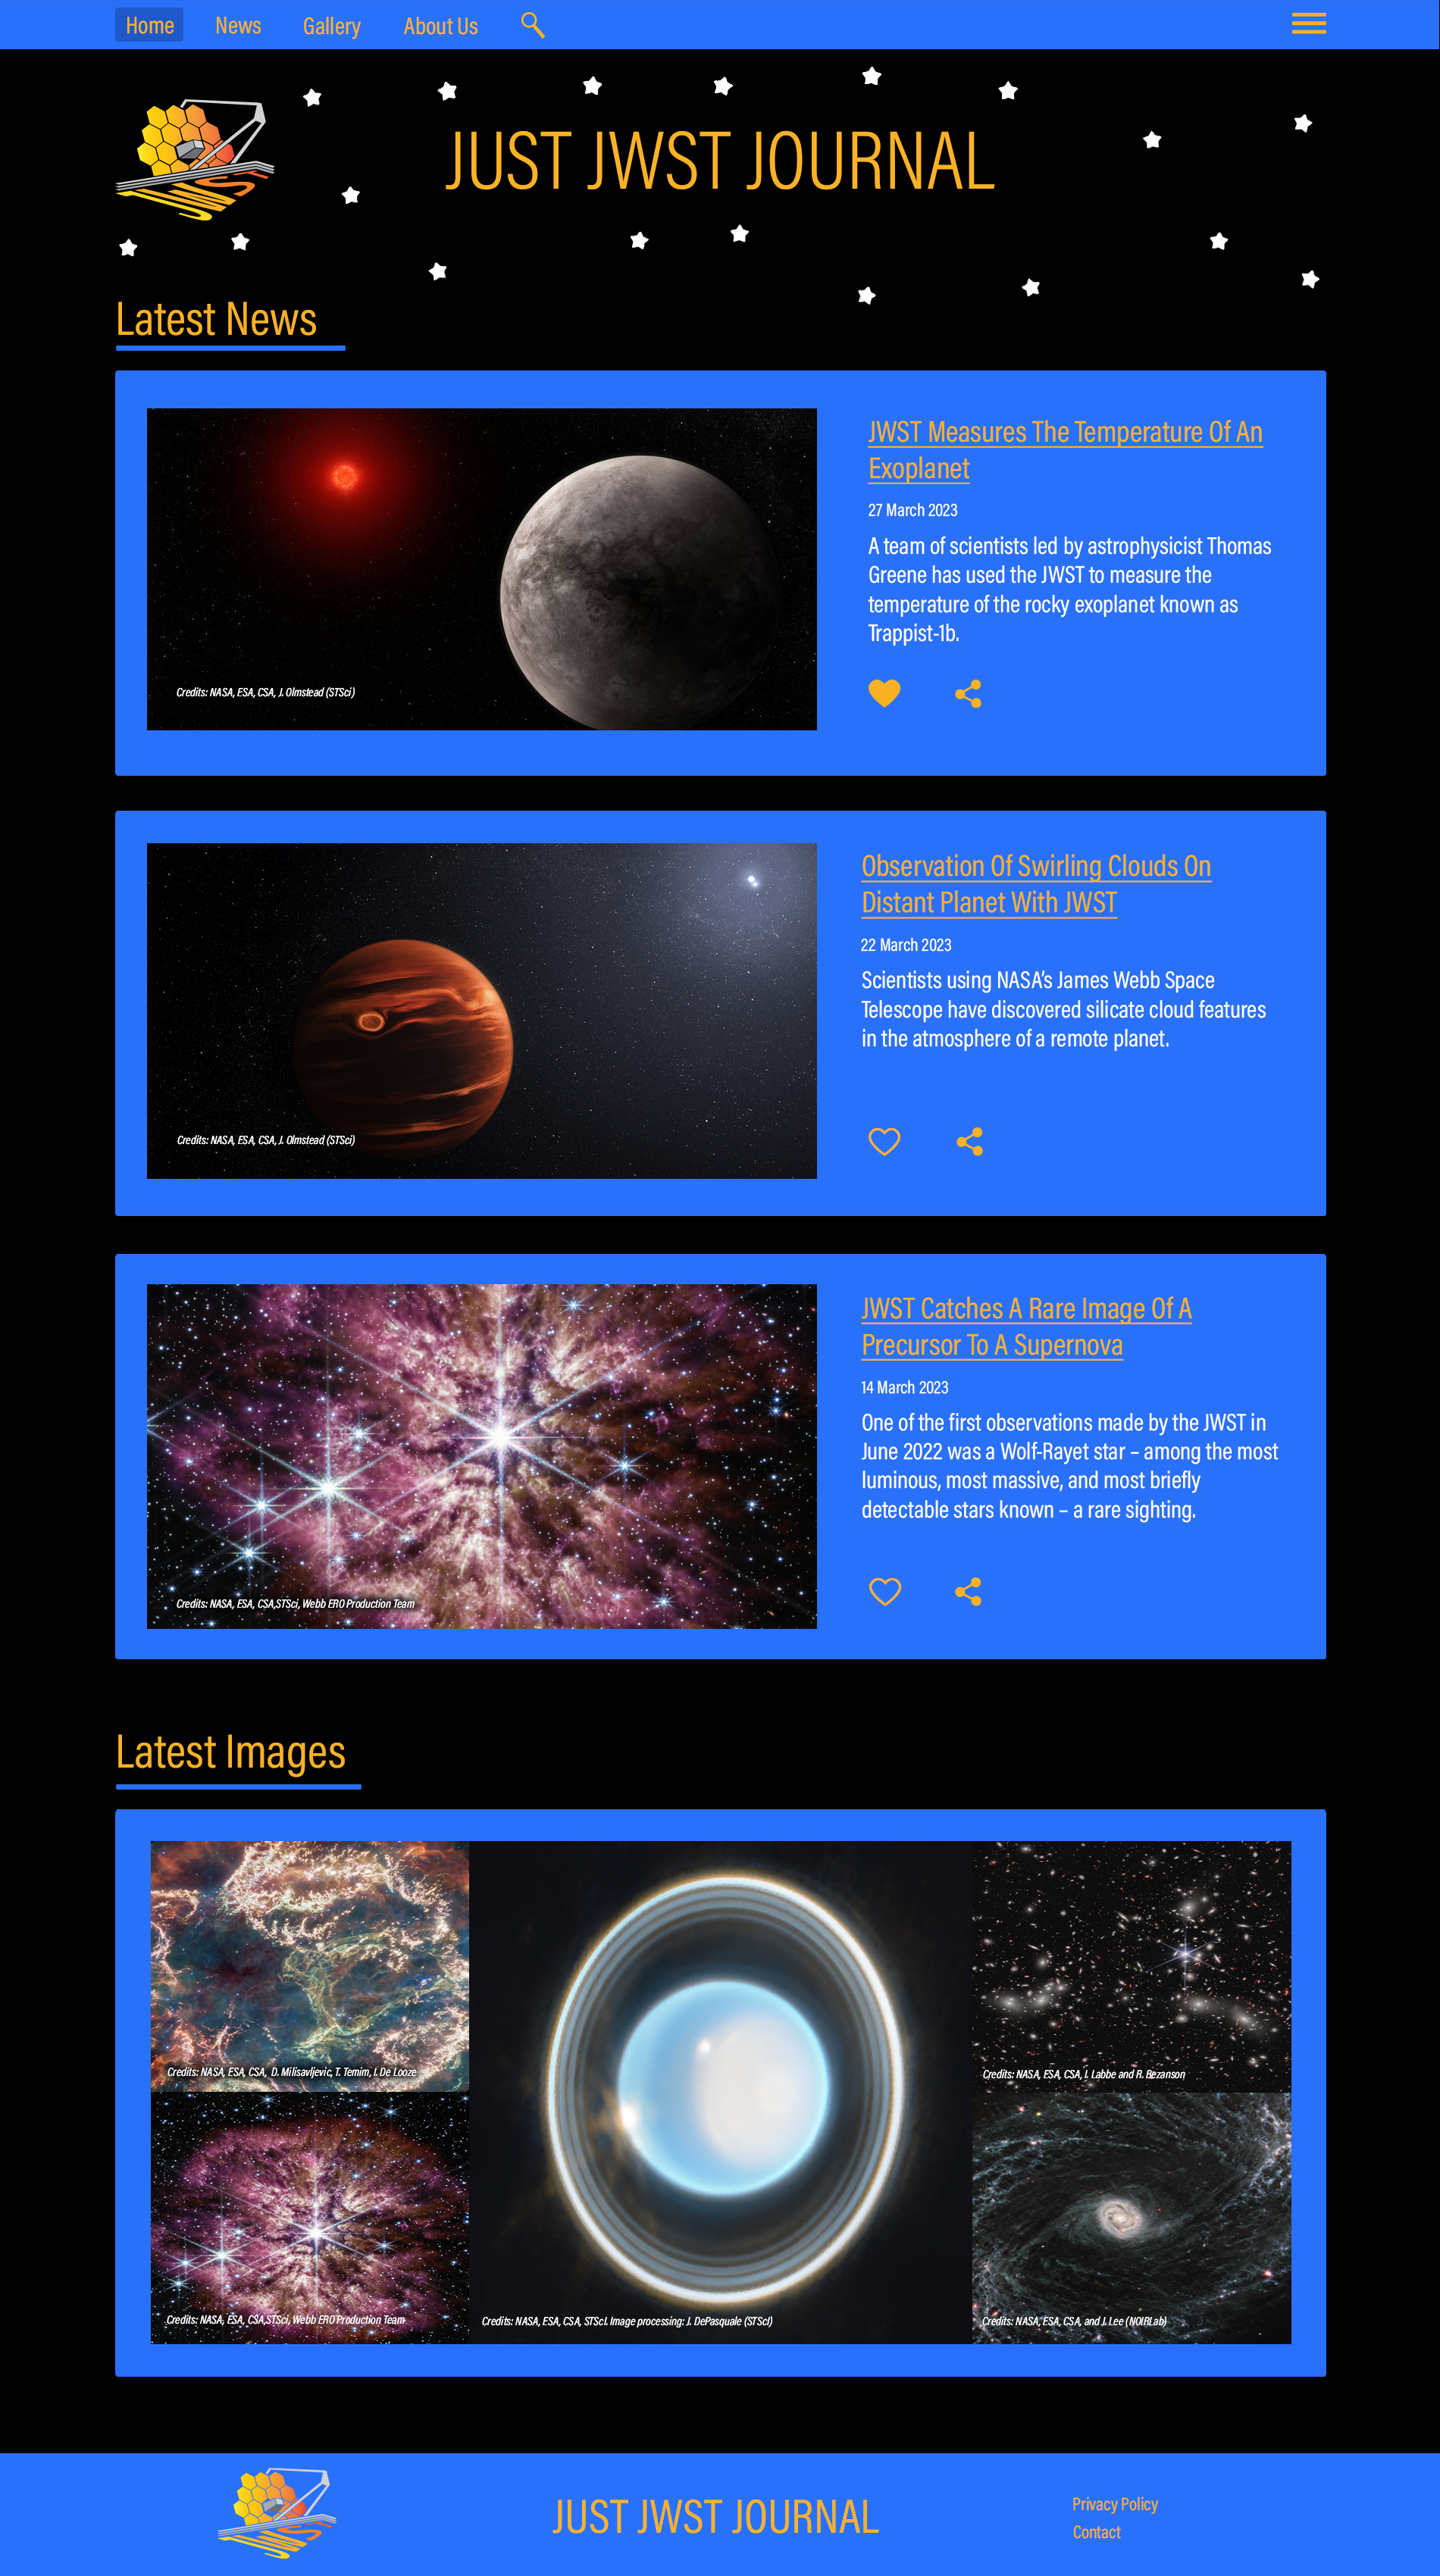 Home News Gallery About Us
JUST JWST JOURNAL
Latest News
JWST Measures The Temperature Of An
Exoplanet
27 March 2023
A team of scientists led by astrophysicist Thomas
Greene has used the JWST to measure the
temperature of the rocky exoplanet known as
Trappist-1b.
Credits: NASA, ESA, CSA, J. Olmstead (STSci)
Observation Of Swirling Clouds On
Distant Planet With JWST
22 March 2023
Scientists using NASA's James Webb Space
Telescope have discovered silicate cloud features
in the atmosphere of a remote planet.
Credits: NASA, ESA, CSA, J. Olmstead (STSci)
JWST Catches A Rare Image Of A
Precursor To A Supernova
14 March 2023
One of the first observations made by the JWST in
June 2022 was a Wolf-Rayet star – among the most
luminous, most massive, and most briefly
detectable stars known – a rare sighting.
Credits: NASA, ESA, CSA,STSci, Webb ERO Production Team
Latest Images
Credits: NASA, ESA, CSA, D. Milisavljevic, T. Temim, I. De Looze
Credits: NASA, ESA, CSA, I. Labbe and R. Bezanson
Credits: NASA, ESA, CSA,STSci, Webb ERO Production Team
Credits: NASA, ESA, CSA, STScI. Image processing: J. DePasquale (STScI)
Credits: NASA, ESA, CSA, and J. Lee (NOIRLab)
JUST JWST JOURNAL
Privacy Policy
Contact